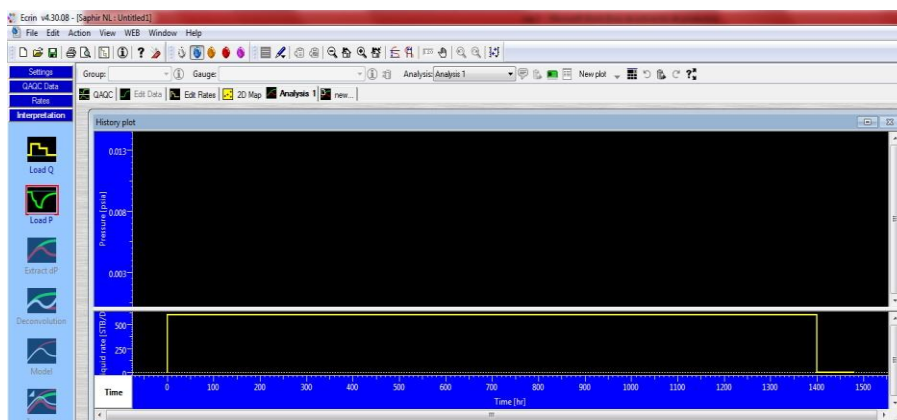 Ecrin v4.30.08 - [Saphir NL : Untitled1]
File Edit Action View WEB Window Help
Settings
QAQC Data
Rates
Interpretation
Load Q
Load P
Extract dP
Deconvolution
Model
Group: Gauge: Analysis: Analysis 1 New plot
QAQC Edit Data Edit Rates 2D Map Analysis 1 new...
History plot
0.013
0.008
0.003
Pressure [psia]
500
250
0
iquid rate [STB/D
Time
0 100 200 300 400 500 600 700 800 900 1000 1100 1200 1300 1400 1500
Time [hr]